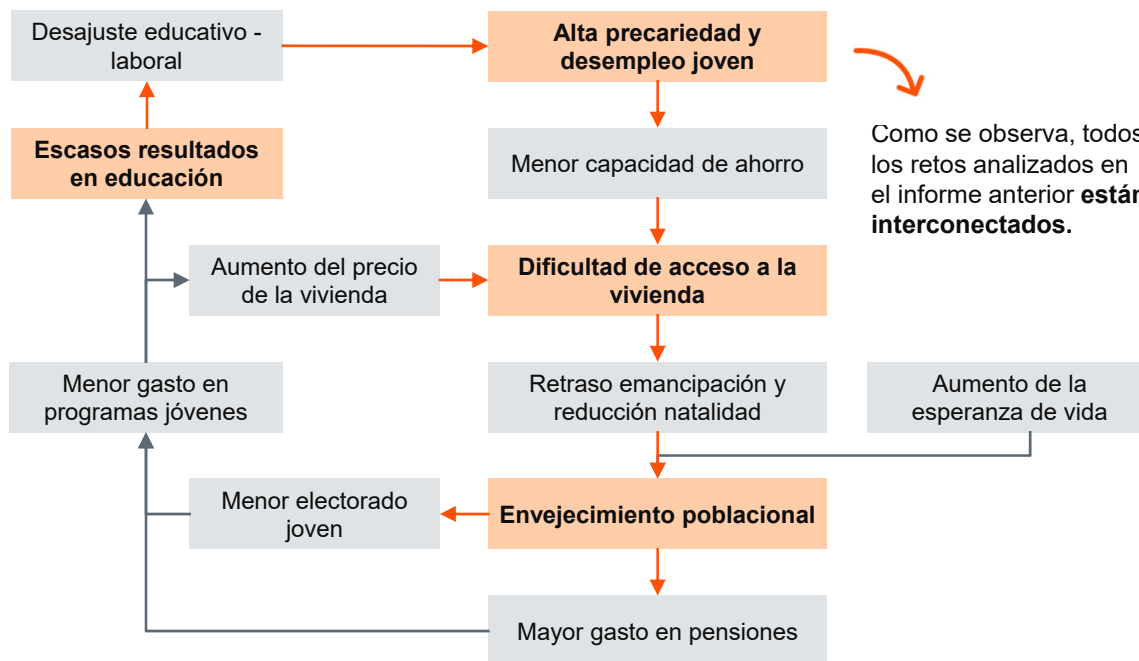 Desajuste educativo -
laboral
Alta precariedad y
desempleo joven
Escasos resultados
en educación
Menor capacidad de ahorro
Como se observa, todos
los retos analizados en
el informe anterior están
interconectados.
Aumento del precio
de la vivienda
Dificultad de acceso a la
vivienda
Menor gasto en
programas jóvenes
Retraso emancipación y
reducción natalidad
Aumento de la
esperanza de vida
Menor electorado
joven
Envejecimiento poblacional
Mayor gasto en pensiones